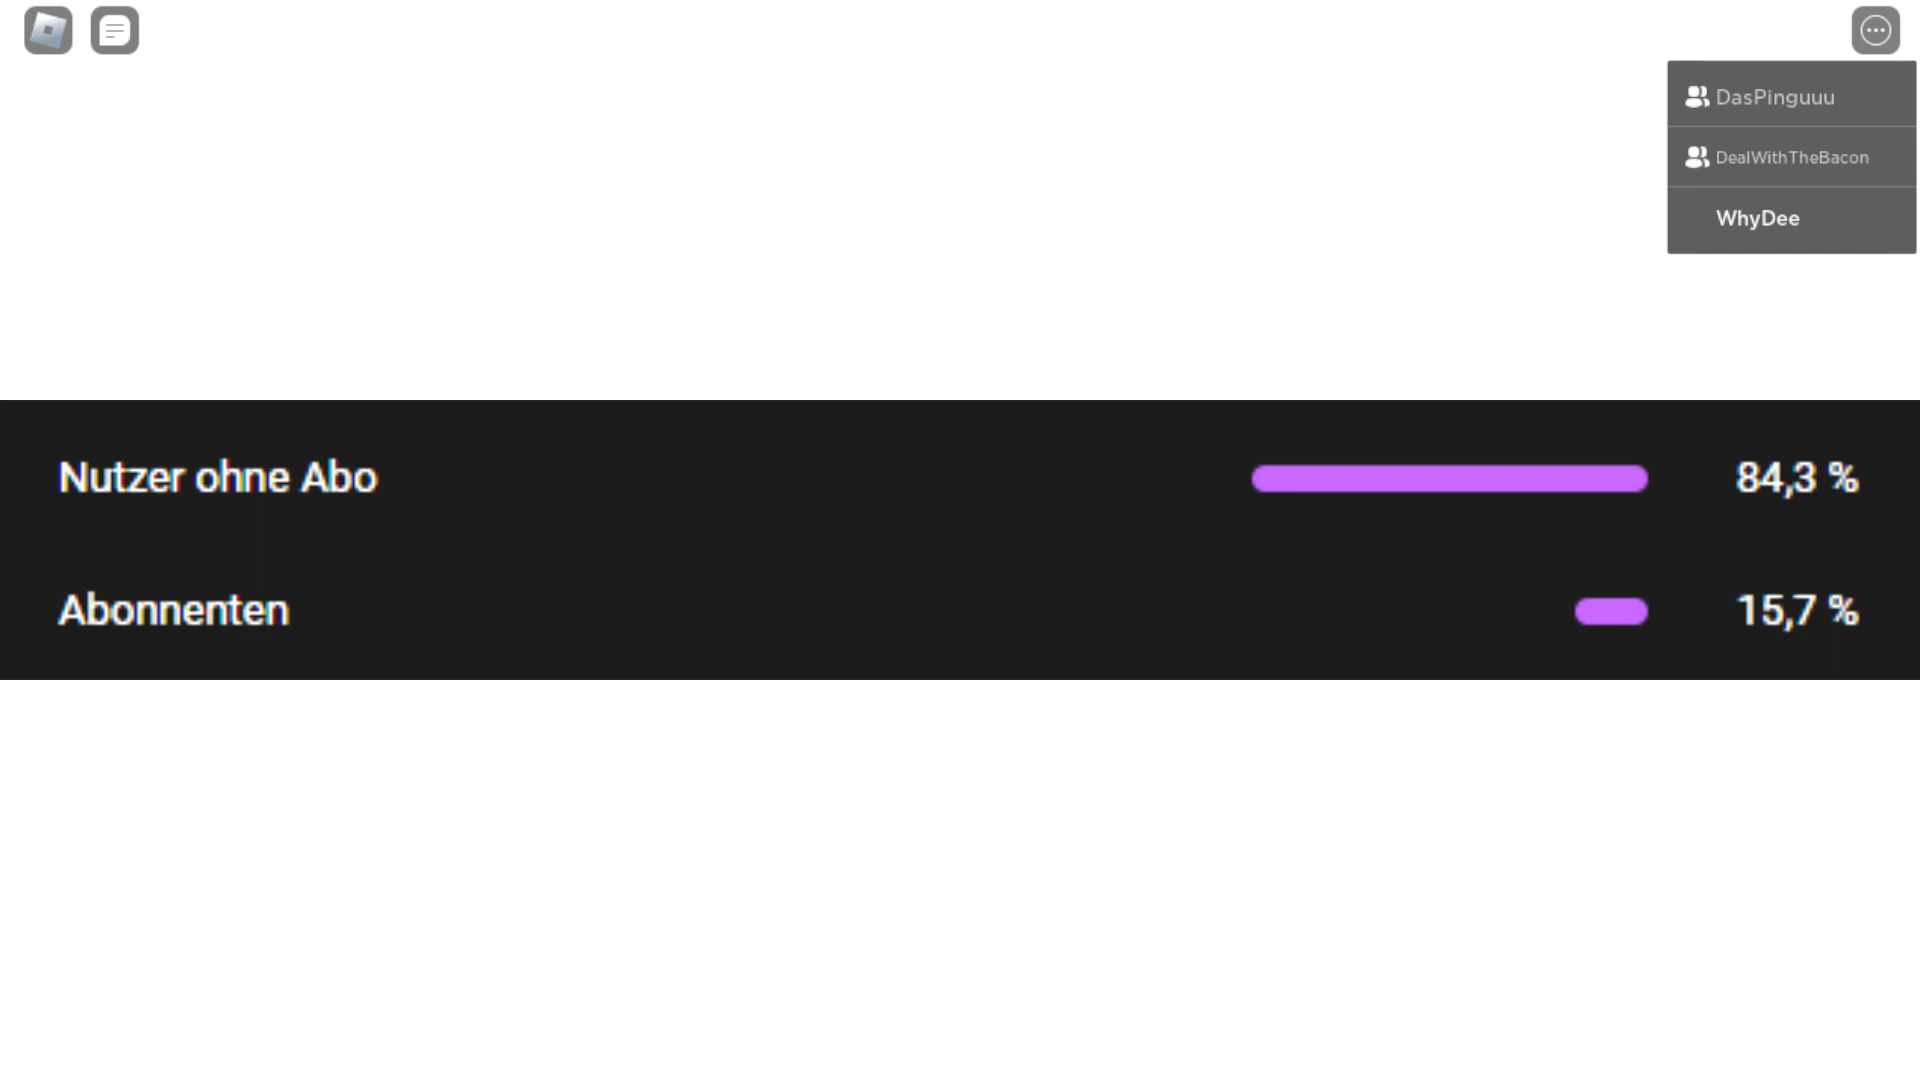 DasPinguuu
DealWithTheBacon
WhyDee
Nutzer ohne Abo 84,3 %
Abonnenten 15,7 %